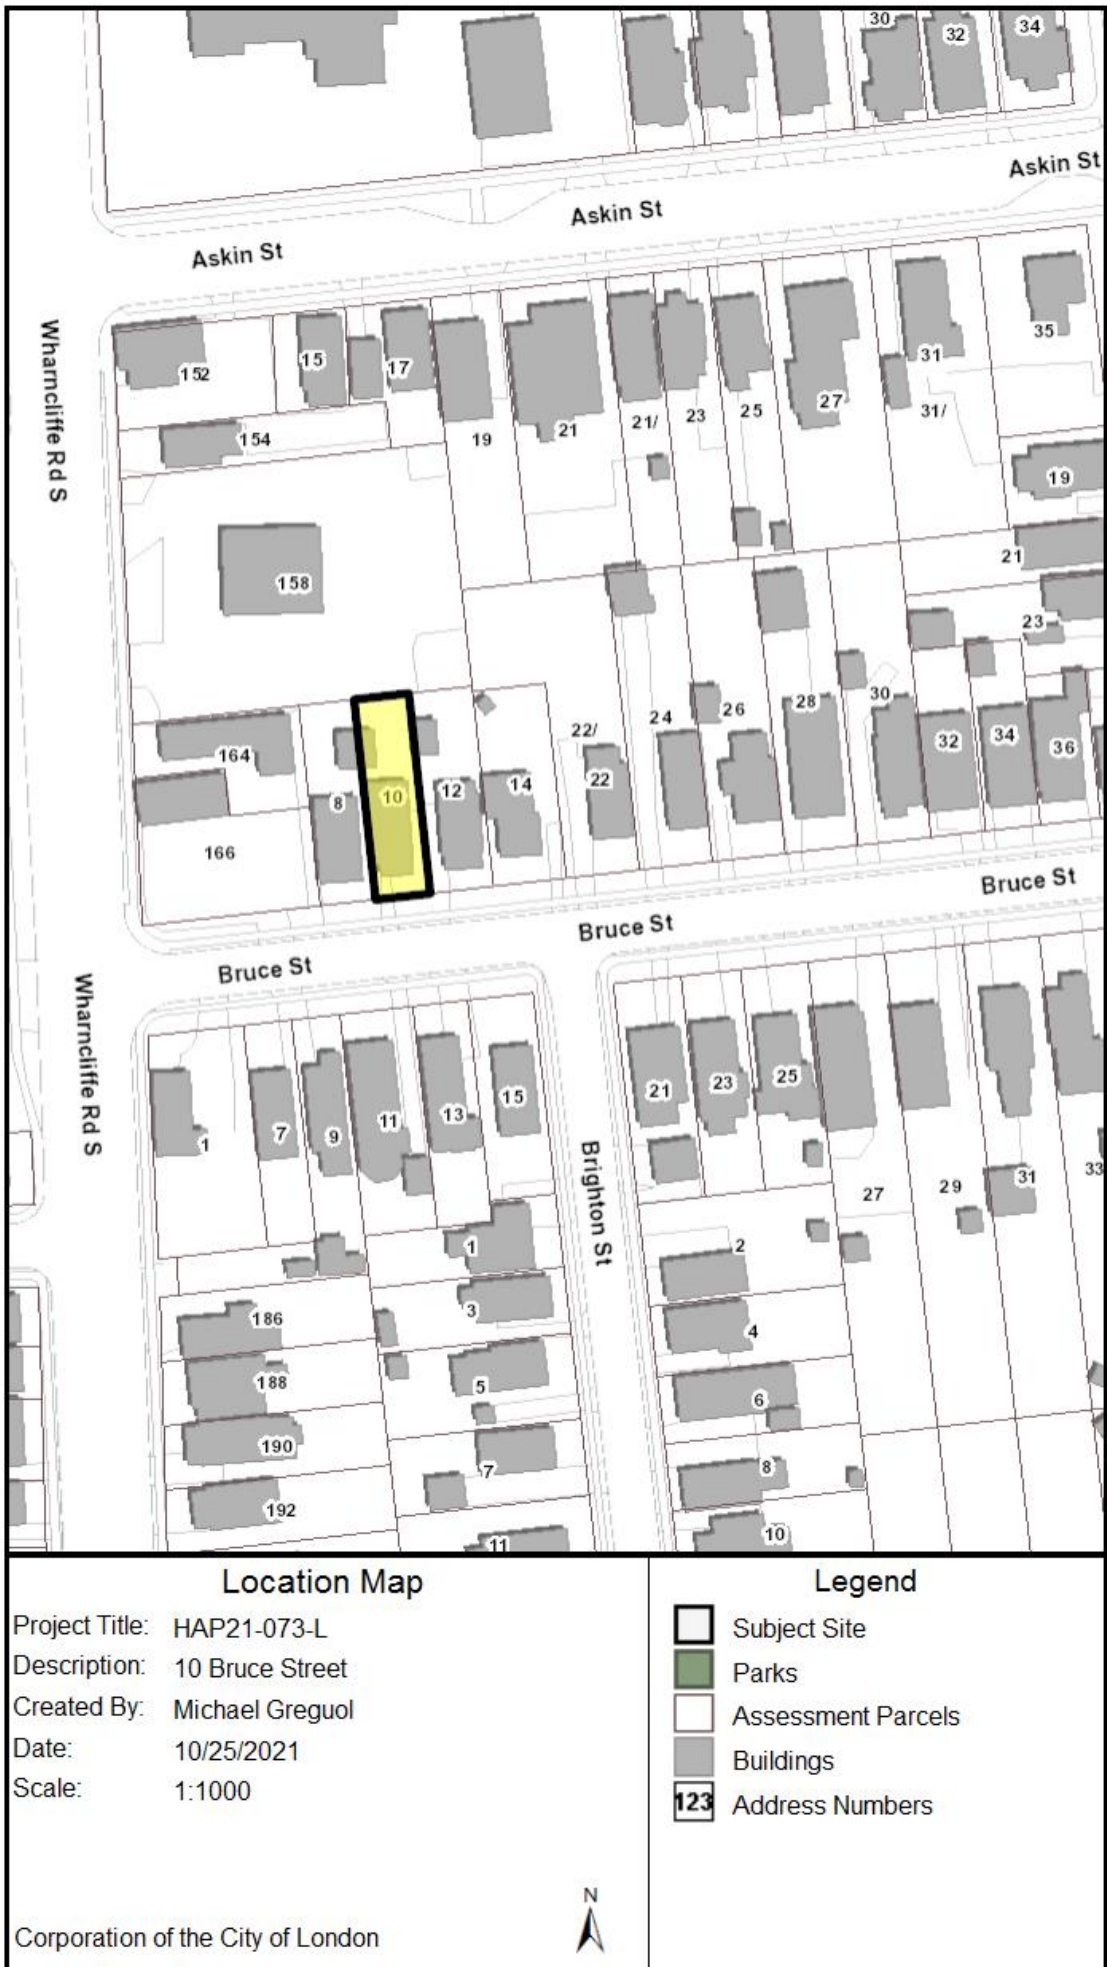 30
32
34
Askin St
Askin St
Askin St
Wharncliffe Rd S
152
15
17
19
21
21/
23
25
27
31
31/
35
154
19
158
21
23
164
166
8
10
12
14
22/
22
24
26
28
30
32
34
36
Bruce St
Bruce St
Bruce St
Wharncliffe Rd S
1
7
9
11
13
15
Brighton St
21
23
25
27
29
31
33
1
3
5
7
11
2
4
6
8
10
186
188
190
192
Location Map
Project Title: HAP21-073-L
Description: 10 Bruce Street
Created By: Michael Greguol
Date: 10/25/2021
Scale: 1:1000
N
Corporation of the City of London
Legend
Subject Site
Parks
Assessment Parcels
Buildings
123 Address Numbers